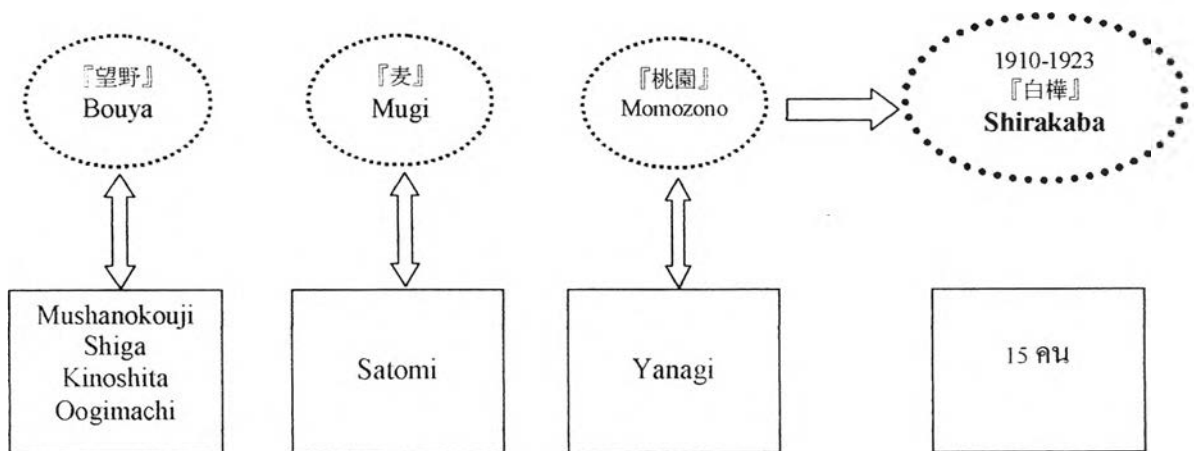 『望野』
Bouya
『麦』
Mugi
『桃園』
Momozono
1910-1923
『白樺』
Shirakaba
Mushanokouji
Shiga
Kinoshita
Oogimachi
Satomi
Yanagi
15 คน